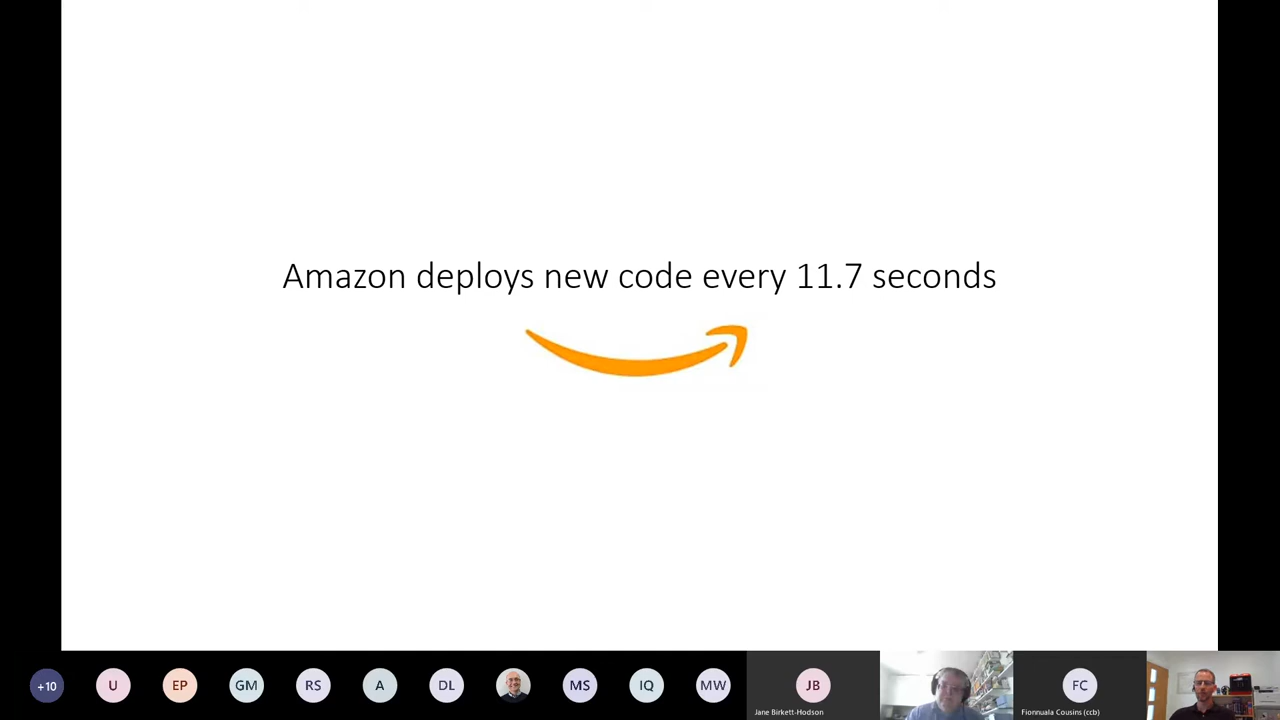 Amazon deploys new code every 11.7 seconds
+10
U
EP
GM
RS
A
DL
MS
IQ
MW
JB
Jane Birkett-Hodson
FC
Fionnuala Cousins (ccb)